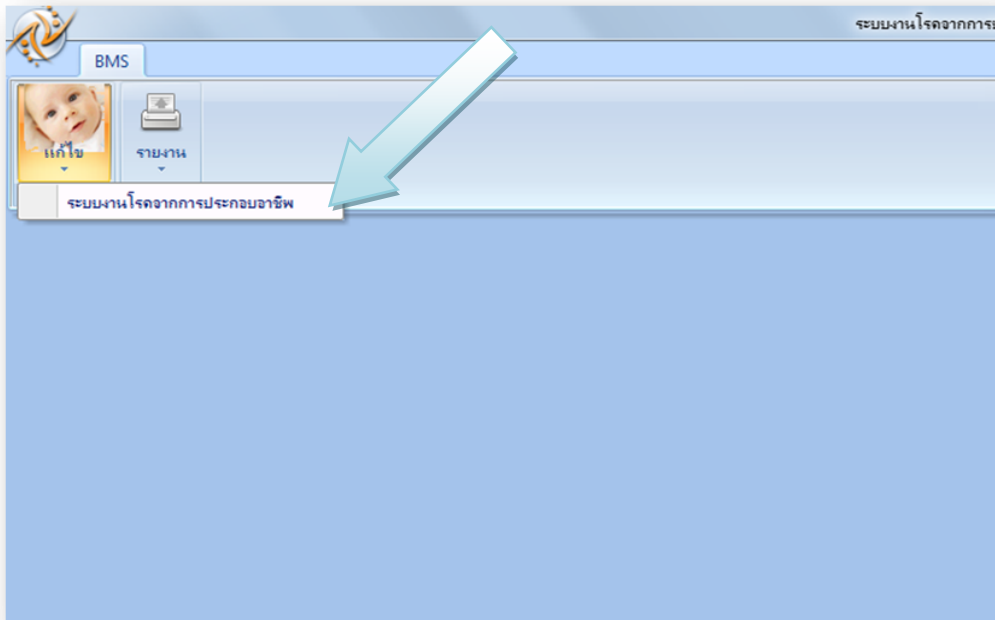 ระบบงานโรคจากการ
BMS
แก้ไข
รายงาน
ระบบงานโรคจากการประกอบอาชีพ